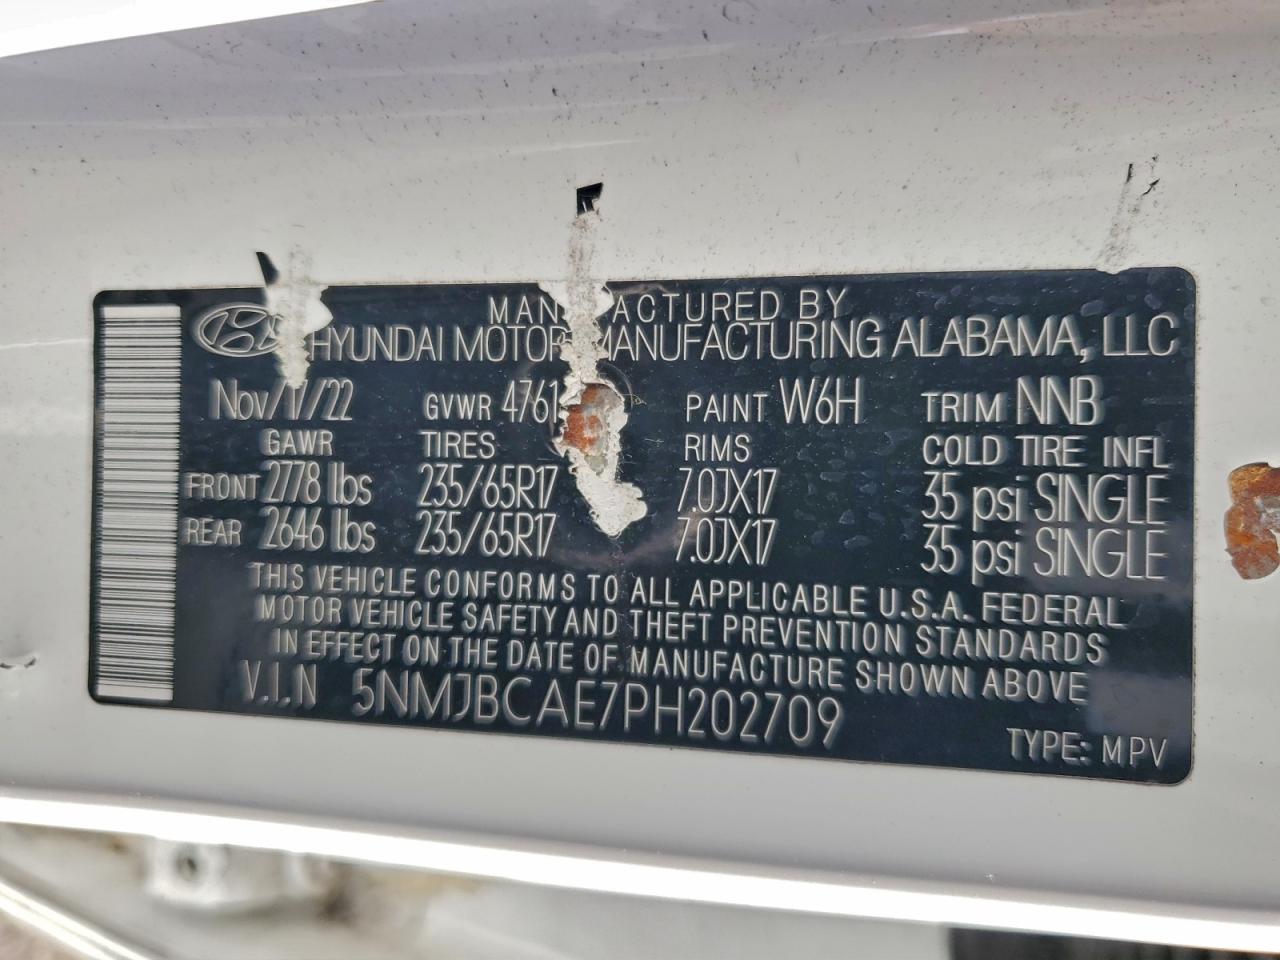 MANUFACTURED BY
HYUNDAI MOTOR MANUFACTURING ALABAMA, LLC
Nov/17/22 GVWR 4761 PAINT W6H TRIM NNB
GAWR TIRES RIMS COLD TIRE INFL
FRONT 2778 lbs 235/65R17 7.0JX17 35 psi SINGLE
REAR 2646 lbs 235/65R17 7.0JX17 35 psi SINGLE
THIS VEHICLE CONFORMS TO ALL APPLICABLE U.S.A. FEDERAL
MOTOR VEHICLE SAFETY AND THEFT PREVENTION STANDARDS
IN EFFECT ON THE DATE OF MANUFACTURE SHOWN ABOVE
V.I.N 5NMJBCAE7PH202709
TYPE: MPV